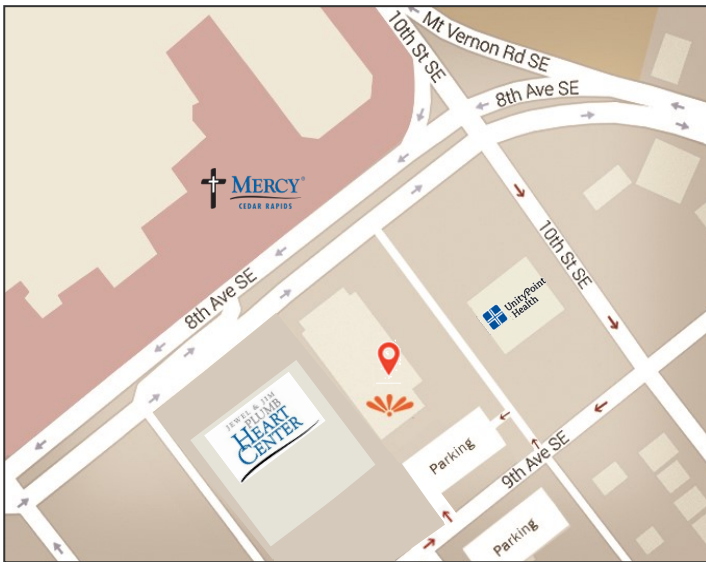 10th St SE
Mt Vernon Rd SE
8th Ave SE
MERCY®
CEDAR RAPIDS
10th St SE
8th Ave SE
UnityPoint
Health
JEWEL & JIM
PLUMB
HEART
CENTER
Parking
9th Ave SE
Parking